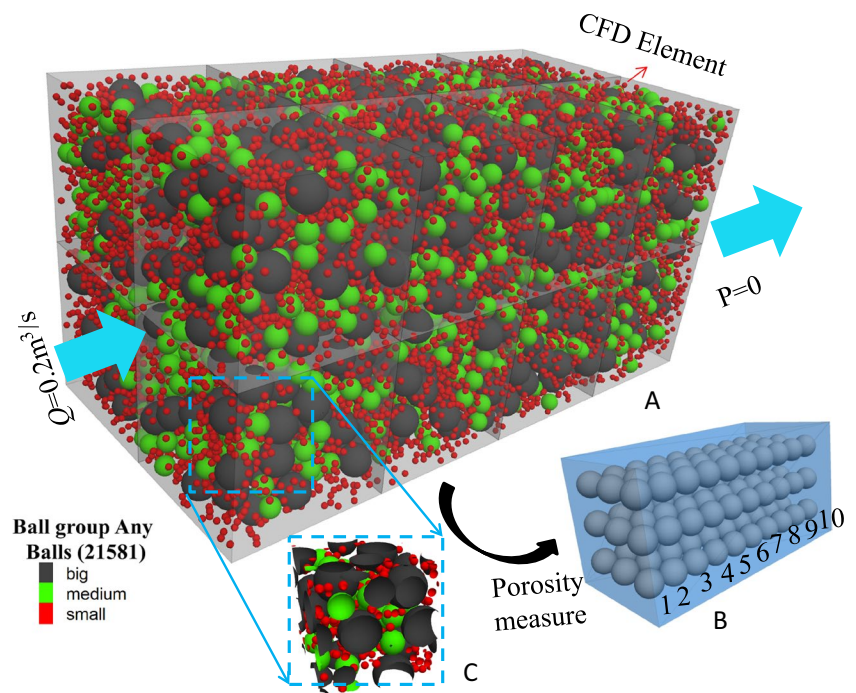 CFD Element
P=0
Q=0.2m³|s
A
Ball group Any
Balls (21581)
big
medium
small
Porosity
measure
1 2 3 4 5 6 7 8 9 10
B
C